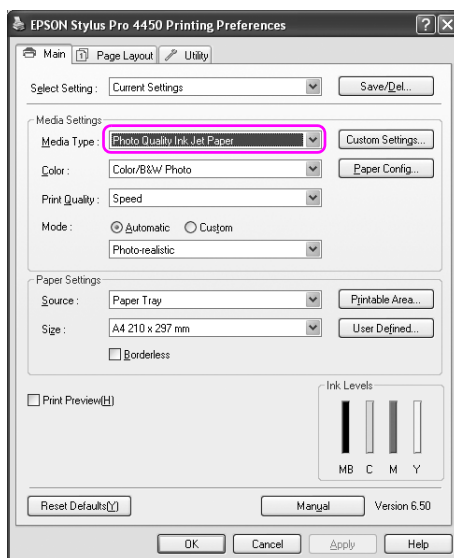 EPSON Stylus Pro 4450 Printing Preferences
Main Page Layout Utility
Select Setting : Current Settings Save/Del...
Media Settings
Media Type : Photo Quality Ink Jet Paper Custom Settings...
Color : Color/B&W Photo Paper Config...
Print Quality : Speed
Mode : Automatic Custom
Photo-realistic
Paper Settings
Source : Paper Tray Printable Area...
Size : A4 210 x 297 mm User Defined...
Borderless
Print Preview(H)
Ink Levels
MB C M Y
Reset Defaults(Y) Manual Version 6.50
OK Cancel Apply Help